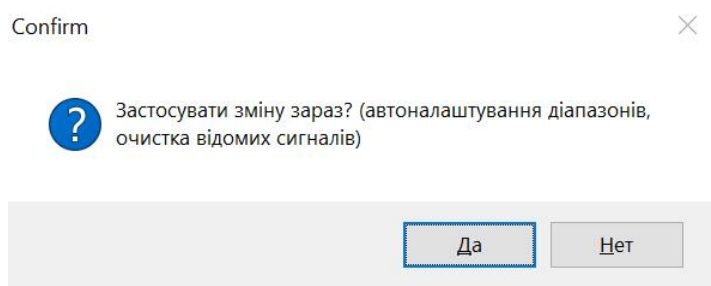 Confirm
Застосувати зміну зараз? (автоналаштування діапазонів,
очистка відомих сигналів)
Да
Нет